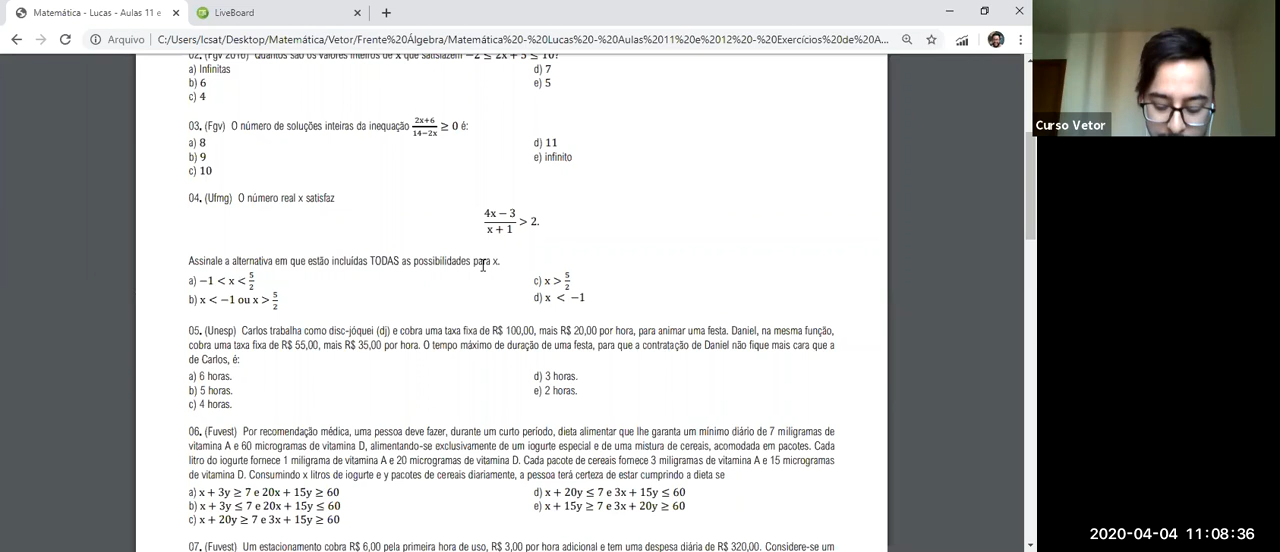 Matemática - Lucas - Aulas 11 e
LiveBoard
Arquivo
C:/Users/lcsat/Desktop/Matemática/Vetor/Frente%20Álgebra/Matemática%20-%20Lucas%20-%20Aulas%2011%20e%2012%20-%20Exercícios%20de%20A...
02. (Fgv 2016) Quantos são os valores inteiros de x que satisfazem −2 ≤ 2x + 5 ≤ 10?
a) Infinitas
b) 6
c) 4
d) 7
e) 5
03. (Fgv) O número de soluções inteiras da inequação (2x+6)/(14−2x) ≥ 0 é:
a) 8
b) 9
c) 10
d) 11
e) infinito
04. (Ufmg) O número real x satisfaz
(4x − 3)/(x + 1) > 2.
Assinale a alternativa em que estão incluídas TODAS as possibilidades para x.
a) −1 < x < 5/2
b) x < −1 ou x > 5/2
c) x > 5/2
d) x < −1
05. (Unesp) Carlos trabalha como disc-jóquei (dj) e cobra uma taxa fixa de R$ 100,00, mais R$ 20,00 por hora, para animar uma festa. Daniel, na mesma função,
cobra uma taxa fixa de R$ 55,00, mais R$ 35,00 por hora. O tempo máximo de duração de uma festa, para que a contratação de Daniel não fique mais cara que a
de Carlos, é:
a) 6 horas.
b) 5 horas.
c) 4 horas.
d) 3 horas.
e) 2 horas.
06. (Fuvest) Por recomendação médica, uma pessoa deve fazer, durante um curto período, dieta alimentar que lhe garanta um mínimo diário de 7 miligramas de
vitamina A e 60 microgramas de vitamina D, alimentando-se exclusivamente de um iogurte especial e de uma mistura de cereais, acomodada em pacotes. Cada
litro do iogurte fornece 1 miligrama de vitamina A e 20 microgramas de vitamina D. Cada pacote de cereais fornece 3 miligramas de vitamina A e 15 microgramas
de vitamina D. Consumindo x litros de iogurte e y pacotes de cereais diariamente, a pessoa terá certeza de estar cumprindo a dieta se
a) x + 3y ≥ 7 e 20x + 15y ≥ 60
b) x + 3y ≤ 7 e 20x + 15y ≤ 60
c) x + 20y ≥ 7 e 3x + 15y ≥ 60
d) x + 20y ≤ 7 e 3x + 15y ≤ 60
e) x + 15y ≥ 7 e 3x + 20y ≥ 60
07. (Fuvest) Um estacionamento cobra R$ 6,00 pela primeira hora de uso, R$ 3,00 por hora adicional e tem uma despesa diária de R$ 320,00. Considere-se um
Curso Vetor
2020-04-04 11:08:36